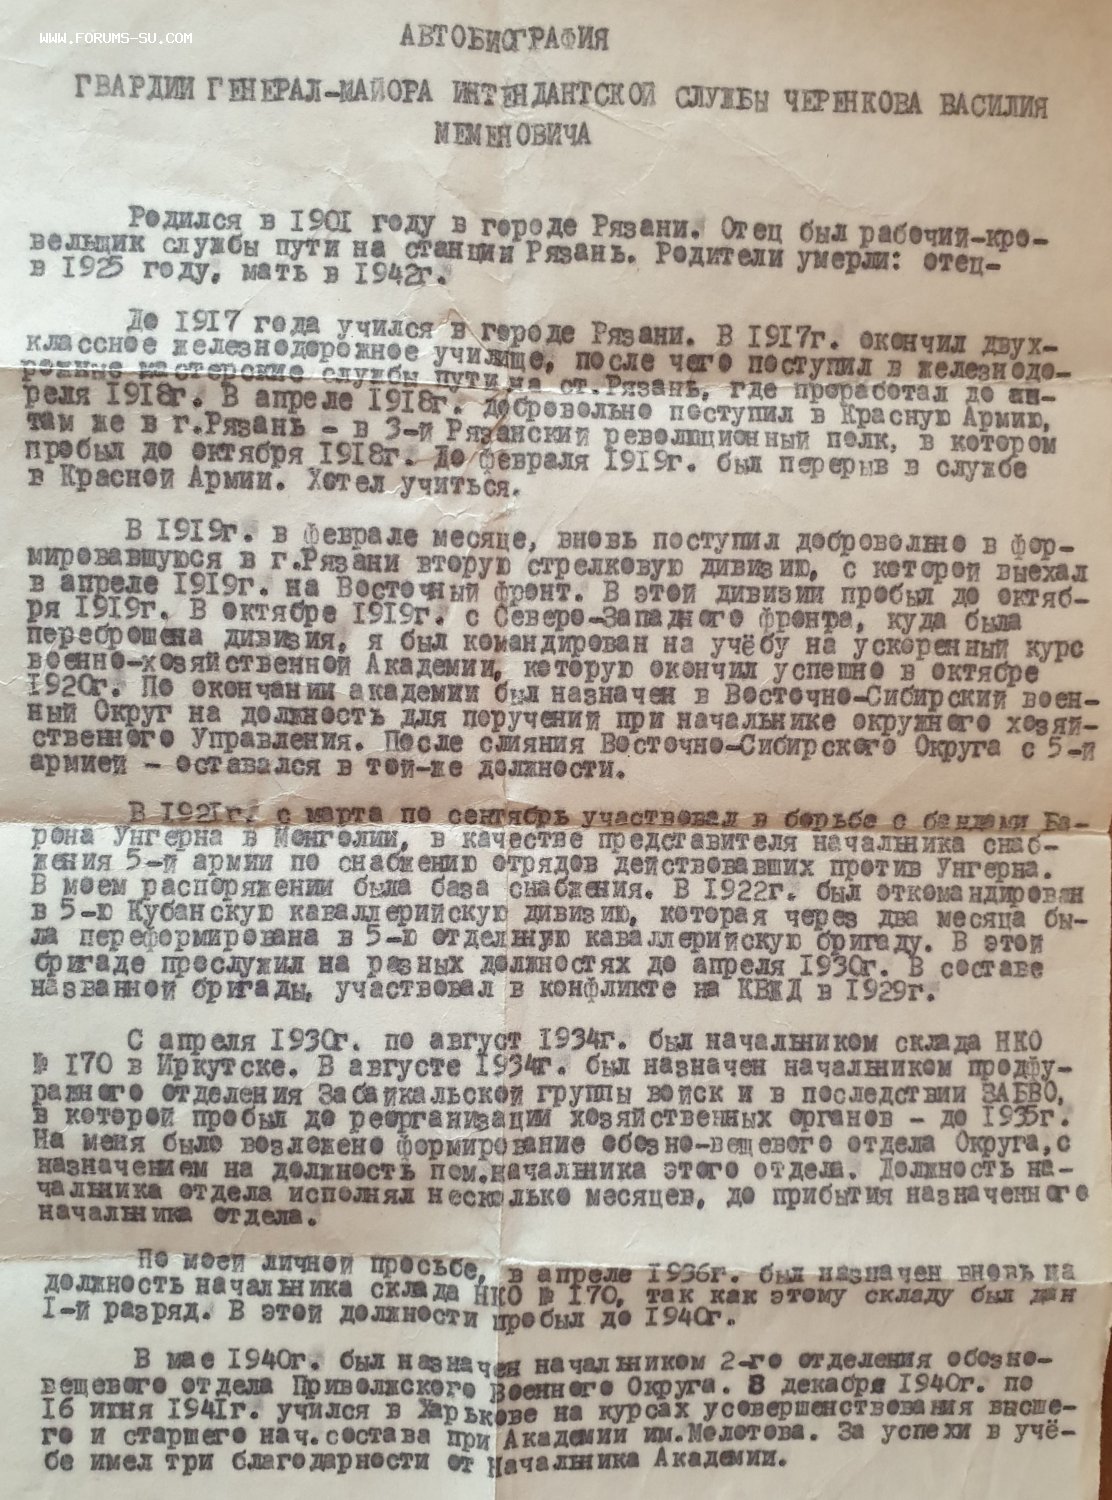 WWW.FORUMS-SU.COM
АВТОБИОГРАФИЯ
ГВАРДИИ ГЕНЕРАЛ-МАЙОРА ИНТЕНДАНТСКОЙ СЛУЖБЫ ЧЕРЕНКОВА ВАСИЛИЯ
МЕМЕНОВИЧА
Родился в 1901 году в городе Рязани. Отец был рабочий-кро-
вельщик службы пути на станции Рязань. Родители умерли: отец-
в 1925 году, мать в 1942г.
До 1917 года учился в городе Рязани. В 1917г. окончил двух-
классное железнодорожное училище, после чего поступил в железнодо-
рожные мастерские службы пути на ст.Рязань, где проработал до ап-
реля 1918г. В апреле 1918г. добровольно поступил в Красную Армию,
там же в г.Рязань - в 3-й Рязанский революционный полк, в котором
пробыл до октября 1918г. До февраля 1919г. был перерыв в службе
в Красной Армии. Хотел учиться.
В 1919г. в феврале месяце, вновь поступил добровольно в фор-
мировавшуюся в г.Рязани вторую стрелковую дивизию, с которой выехал
в апреле 1919г. на Восточный фронт. В этой дивизии пробыл до октяб-
ря 1919г. В октябре 1919г. с Северо-Западного фронта, куда была
переброшена дивизия, я был командирован на учёбу на ускоренный курс
военно-хозяйственной Академии, которую окончил успешно в октябре
1920г. По окончании академии был назначен в Восточно-Сибирский воен-
ный Округ на должность для поручений при начальнике окружного хозяй-
ственного Управления. После слияния Восточно-Сибирского Округа с 5-й
армией - оставался в той-же должности.
В 1921г. с марта по сентябрь участвовал в борьбе с бандами Ба-
рона Унгерна в Монголии, в качестве представителя начальника снаб-
жения 5-й армии по снабжению отрядов действовавших против Унгерна.
В моем распоряжении была база снабжения. В 1922г. был откомандирован
в 5-ю Кубанскую каваллерийскую дивизию, которая через два месяца бы-
ла переформирована в 5-ю отдельную каваллерийскую бригаду. В этой
бригаде прослужил на разных должностях до апреля 1930г. В составе
названной бригады, участвовал в конфликте на КВЖД в 1929г.
С апреля 1930г. по август 1934г. был начальником склада НКО
№ 170 в Иркутске. В августе 1934г. был назначен начальником продфу-
ражного отделения Забайкальской группы войск и в последствии ЗАБВО,
в которой пробыл до реорганизации хозяйственных органов - до 1935г.
На меня было возложено формирование обозно-вещевого отдела Округа, с
назначением на должность пом.начальника этого отдела. Должность на-
чальника отдела исполнял несколько месяцев, до прибытия назначенного
начальника отдела.
По моей личной просьбе, в апреле 1936г. был назначен вновь на
должность начальника склада НКО № 170, так как этому складу был дан
1-й разряд. В этой должности пробыл до 1940г.
В мае 1940г. был назначен начальником 2-го отделения обозно-
вещевого отдела Приволжского Военного Округа. В декабря 1940г. по
16 июня 1941г. учился в Харькове на курсах усовершенствования высше-
го и старшего нач.состава при Академии им.Молотова. За успехи в учё-
бе имел три благодарности от Начальника Академии.